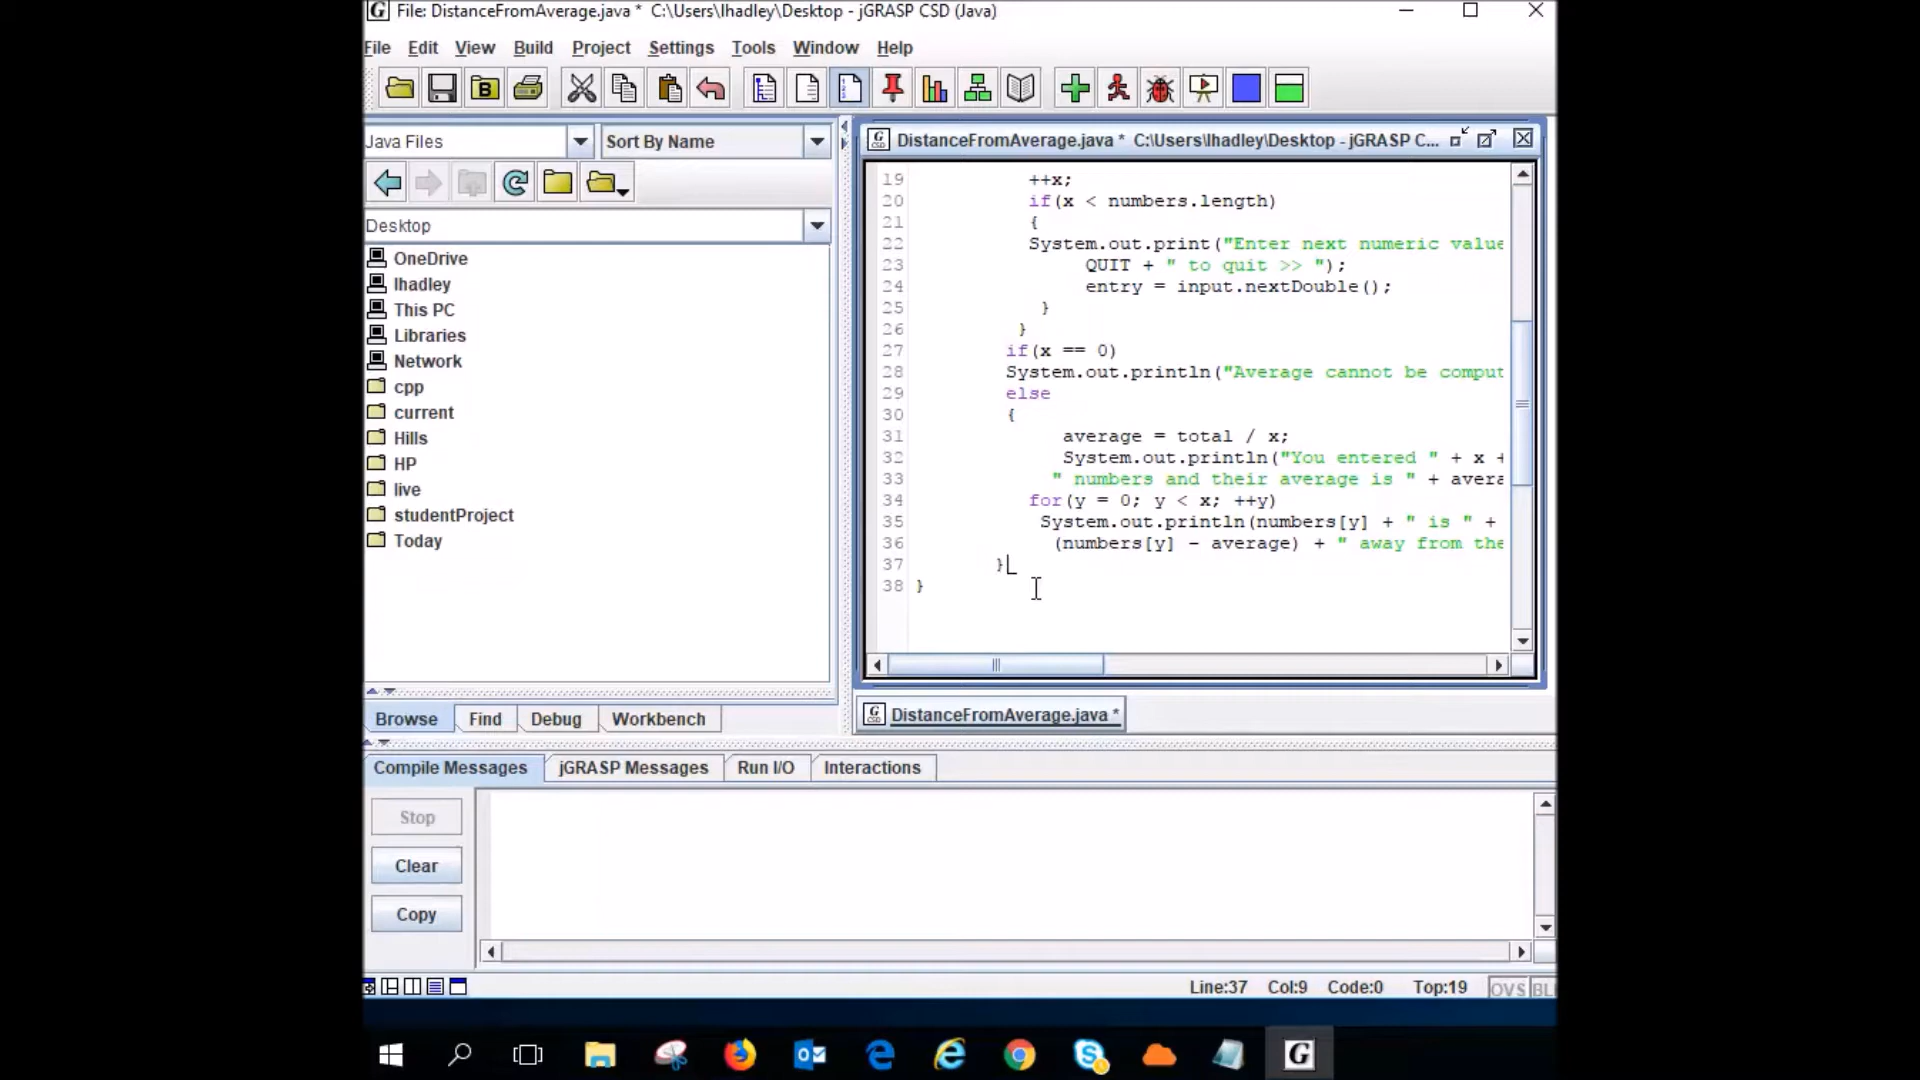 File: DistanceFromAverage.java * C:\Users\lhadley\Desktop - jGRASP CSD (Java)
File Edit View Build Project Settings Tools Window Help
Java Files
Sort By Name
Desktop
OneDrive
lhadley
This PC
Libraries
Network
cpp
current
Hills
HP
live
studentProject
Today
Browse Find Debug Workbench
DistanceFromAverage.java * C:\Users\lhadley\Desktop - jGRASP C...
19 ++x;
20 if(x < numbers.length)
21 {
22 System.out.print("Enter next numeric value
23 QUIT + " to quit >> ");
24 entry = input.nextDouble();
25 }
26 }
27 if(x == 0)
28 System.out.println("Average cannot be comput
29 else
30 {
31 average = total / x;
32 System.out.println("You entered " + x +
33 " numbers and their average is " + avera
34 for(y = 0; y < x; ++y)
35 System.out.println(numbers[y] + " is " +
36 (numbers[y] - average) + " away from the
37 }
38 }
DistanceFromAverage.java *
Compile Messages jGRASP Messages Run I/O Interactions
Stop
Clear
Copy
Line:37 Col:9 Code:0 Top:19 OVS BL